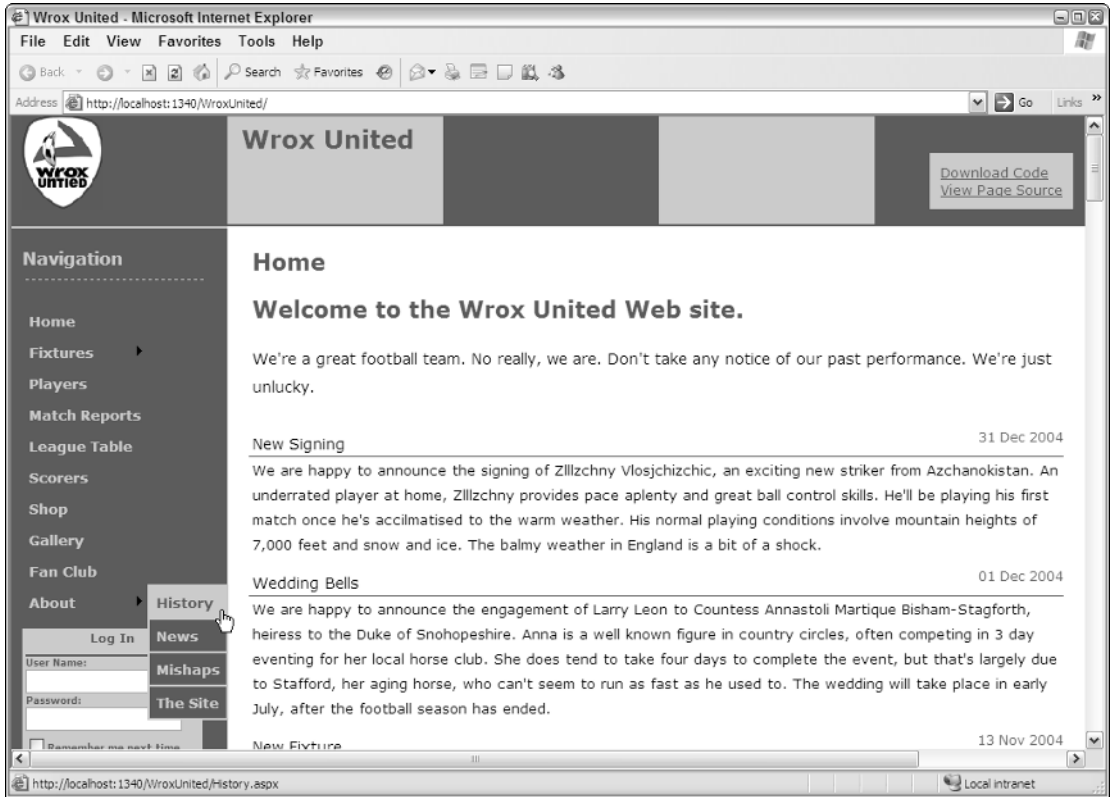 Wrox United - Microsoft Internet Explorer
File Edit View Favorites Tools Help
Back Search Favorites
Address http://localhost:1340/WroxUnited/ Go Links »
wrox
UNTIED
Wrox United
Download Code
View Page Source
Navigation
Home
Fixtures
Players
Match Reports
League Table
Scorers
Shop
Gallery
Fan Club
About
History
News
Mishaps
The Site
Log In
User Name:
Password:
Remember me next time
Home
Welcome to the Wrox United Web site.
We're a great football team. No really, we are. Don't take any notice of our past performance. We're just
unlucky.
New Signing 31 Dec 2004
We are happy to announce the signing of Zlllzchny Vlosjchizchic, an exciting new striker from Azchanokistan. An
underrated player at home, Zlllzchny provides pace aplenty and great ball control skills. He'll be playing his first
match once he's accilmatised to the warm weather. His normal playing conditions involve mountain heights of
7,000 feet and snow and ice. The balmy weather in England is a bit of a shock.
Wedding Bells 01 Dec 2004
We are happy to announce the engagement of Larry Leon to Countess Annastoli Martique Bisham-Stagforth,
heiress to the Duke of Snohopeshire. Anna is a well known figure in country circles, often competing in 3 day
eventing for her local horse club. She does tend to take four days to complete the event, but that's largely due
to Stafford, her aging horse, who can't seem to run as fast as he used to. The wedding will take place in early
July, after the football season has ended.
New Fixture 13 Nov 2004
http://localhost:1340/WroxUnited/History.aspx Local intranet